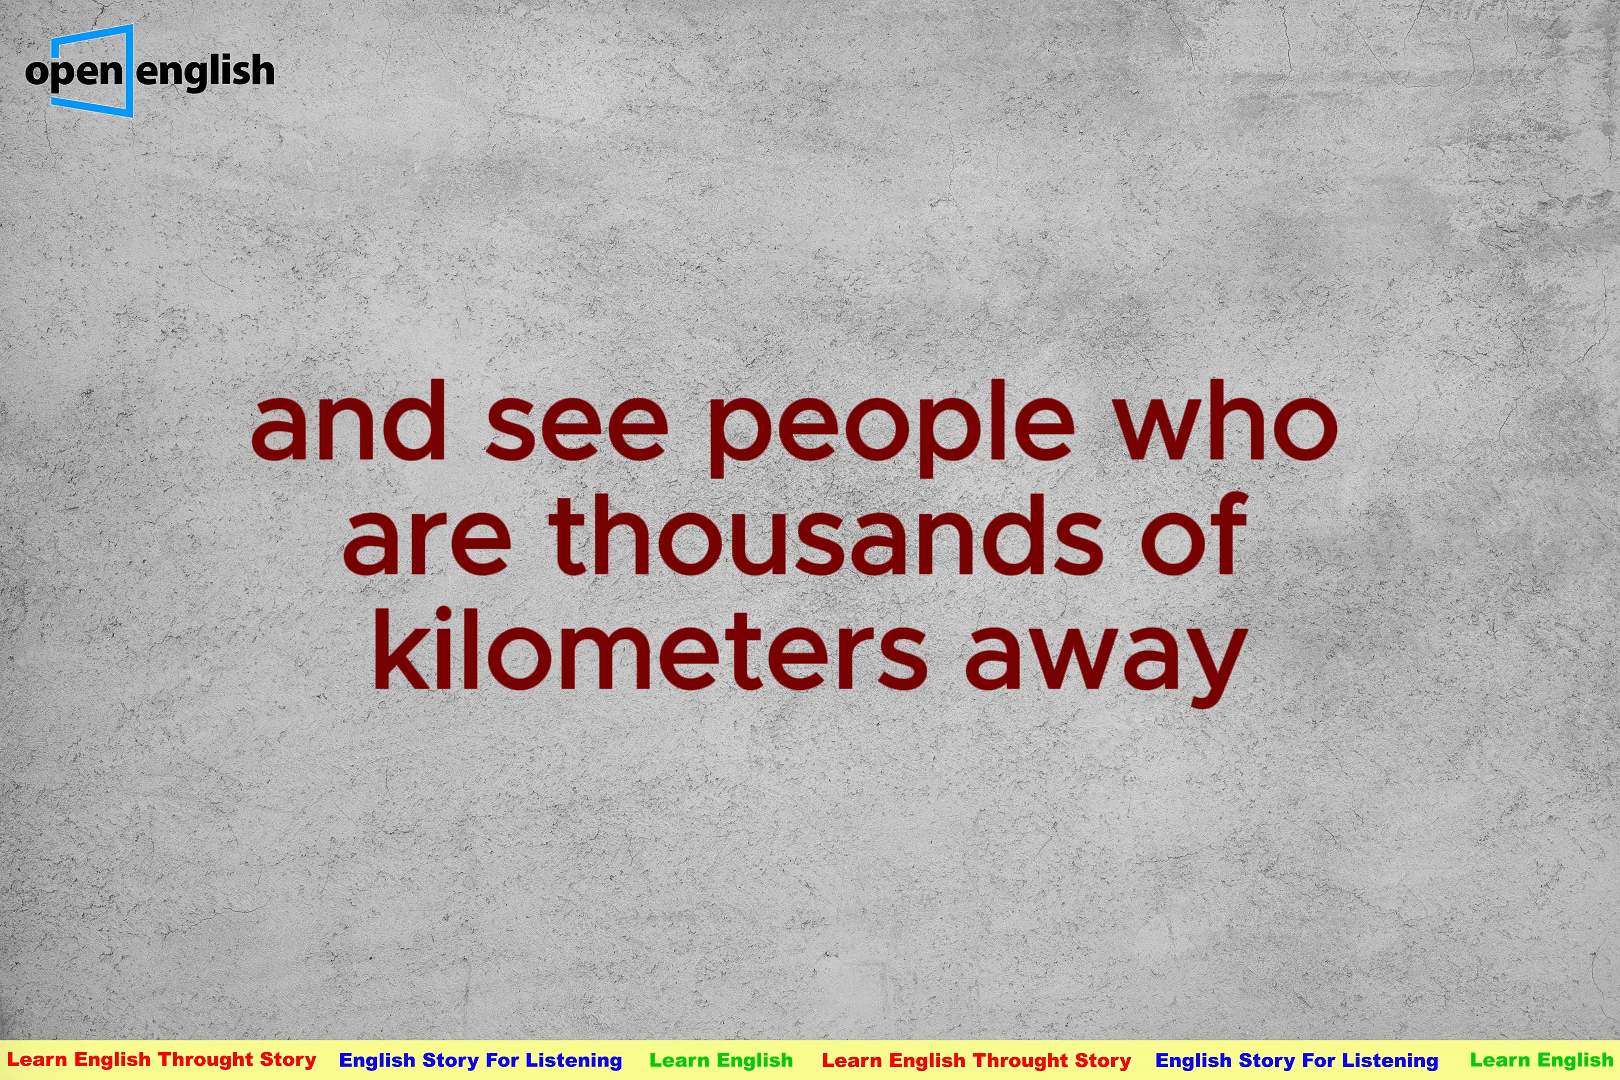 open english
and see people who
are thousands of
kilometers away
Learn English Throught Story English Story For Listening Learn English Learn English Throught Story English Story For Listening Learn English